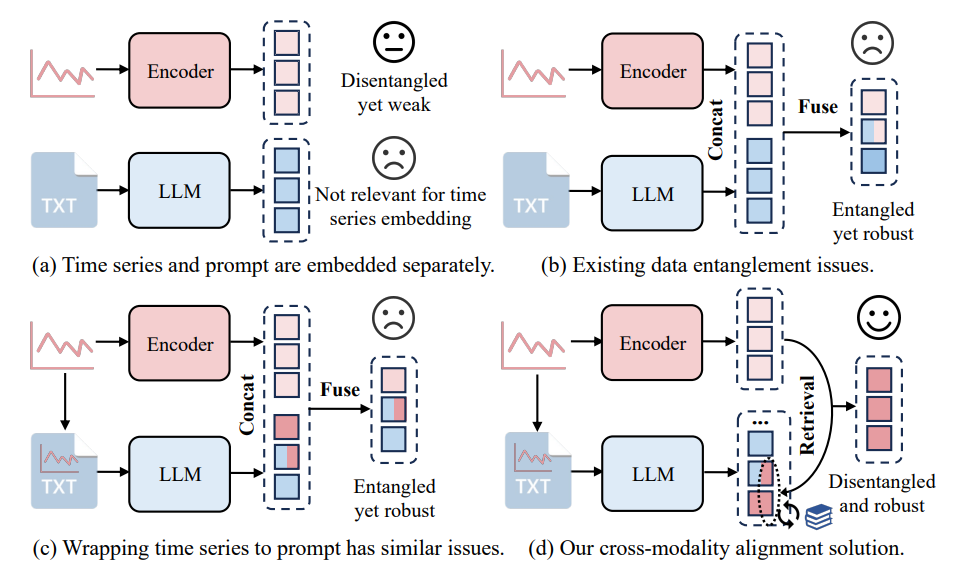 Encoder
Disentangled
yet weak
TXT
LLM
Not relevant for time
series embedding
(a) Time series and prompt are embedded separately.
Encoder
Concat
Fuse
TXT
LLM
Entangled
yet robust
(b) Existing data entanglement issues.
Encoder
Concat
Fuse
TXT
LLM
Entangled
yet robust
(c) Wrapping time series to prompt has similar issues.
Encoder
Retrieval
...
TXT
LLM
Disentangled
and robust
(d) Our cross-modality alignment solution.